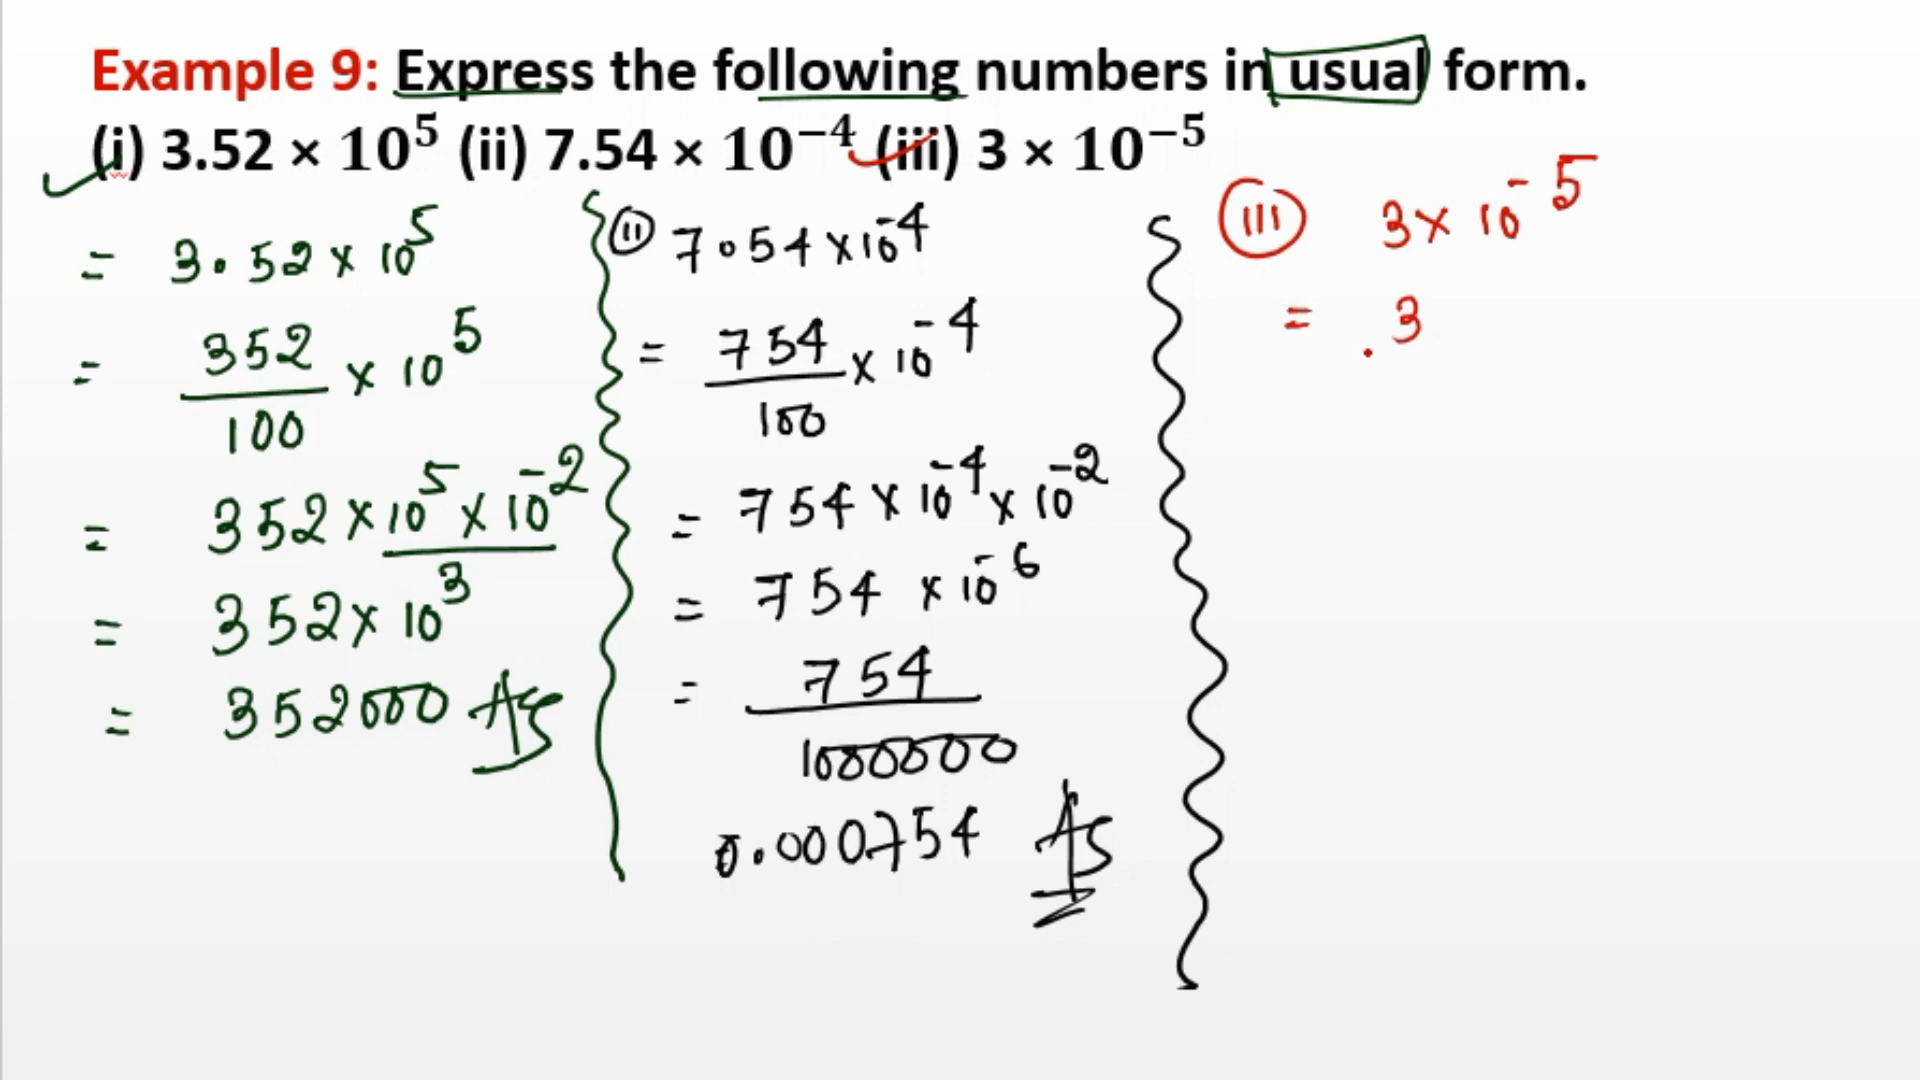 Example 9: Express the following numbers in usual form.
(i) 3.52 × 10⁵ (ii) 7.54 × 10⁻⁴ (iii) 3 × 10⁻⁵
= 3.52 × 10⁵
= 352/100 × 10⁵
= 352 × 10⁵ × 10⁻²
= 352 × 10³
= 352000 As
(ii) 7.54 × 10⁻⁴
= 754/100 × 10⁻⁴
= 754 × 10⁻⁴ × 10⁻²
= 754 × 10⁻⁶
= 754/1000000
0.000754 As
(iii) 3 × 10⁻⁵
= .3